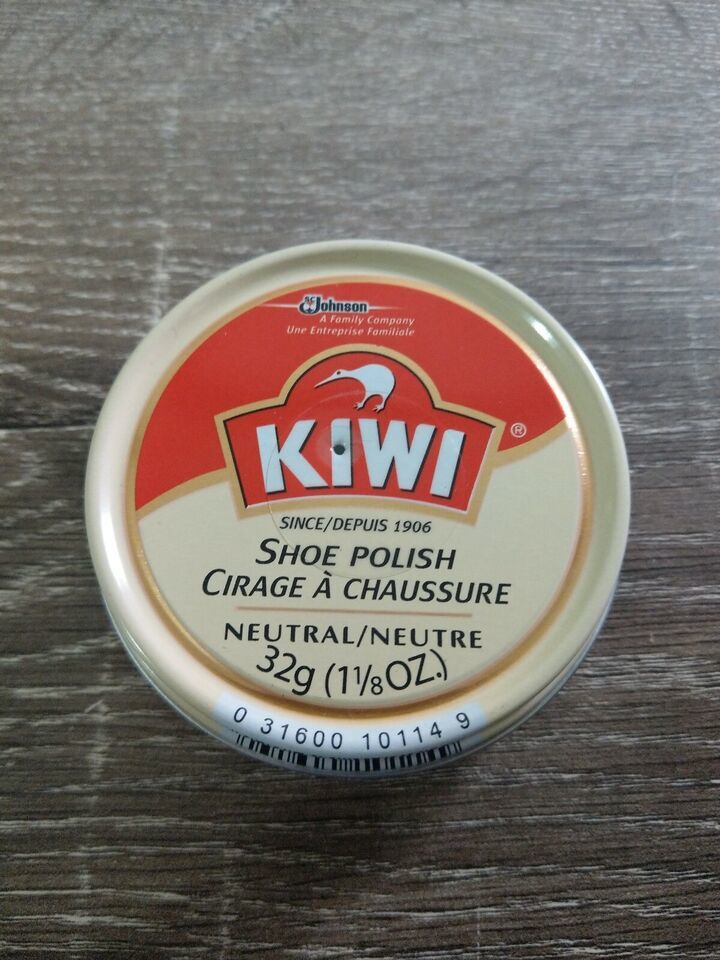 SC Johnson
A Family Company
Une Entreprise Familiale
KIWI ®
SINCE/DEPUIS 1906
SHOE POLISH
CIRAGE À CHAUSSURE
NEUTRAL/NEUTRE
32g (1 1/8 OZ.)
0 31600 10114 9